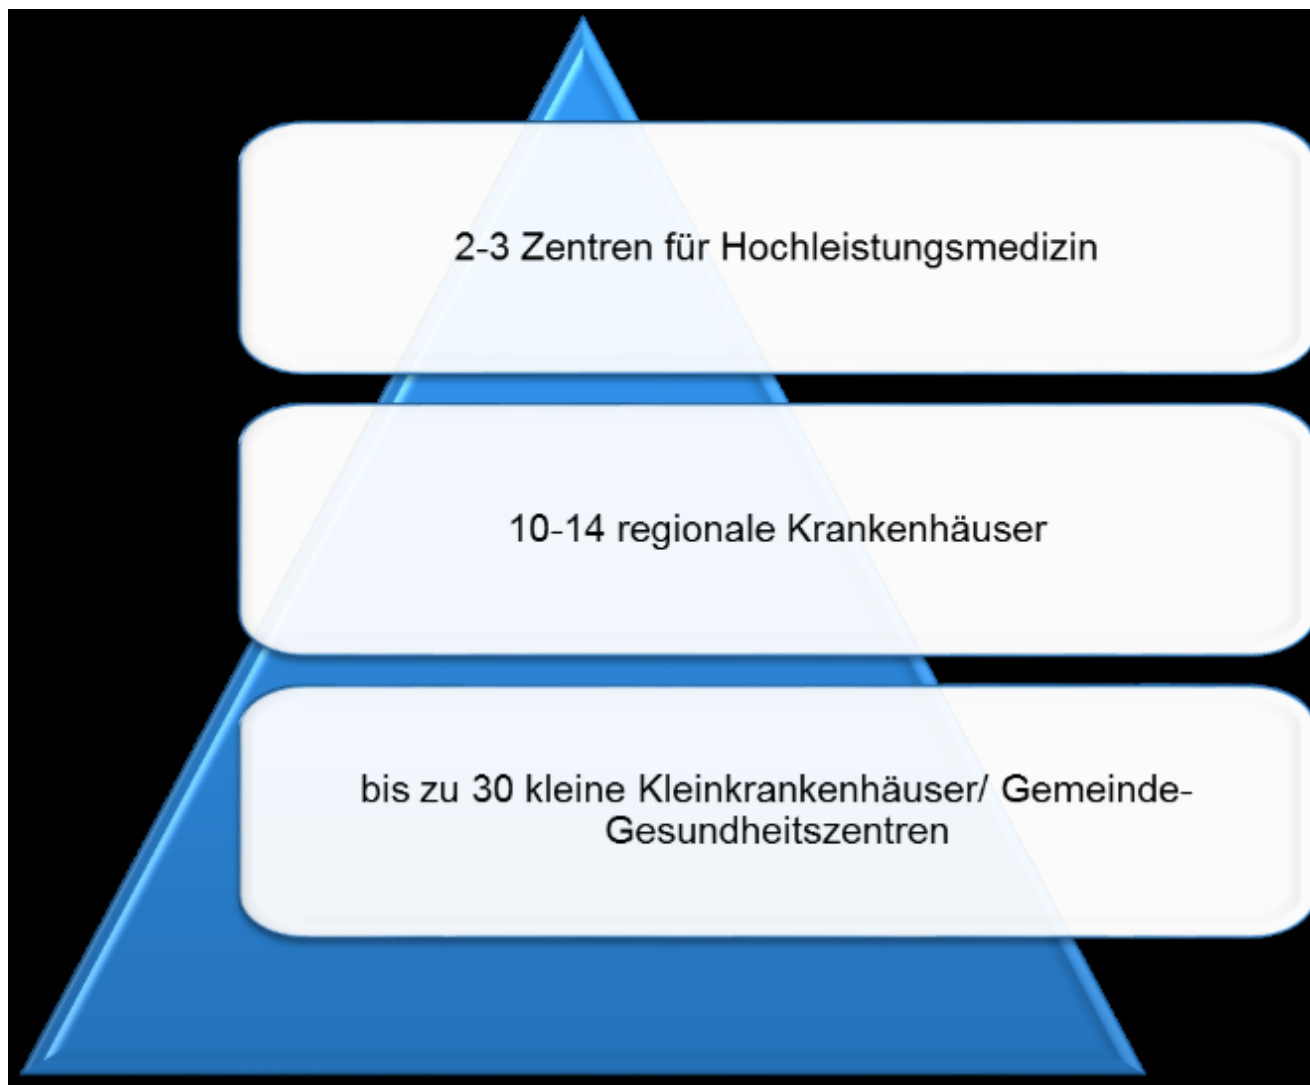 2-3 Zentren für Hochleistungsmedizin
10-14 regionale Krankenhäuser
bis zu 30 kleine Kleinkrankenhäuser/ Gemeinde-
Gesundheitszentren